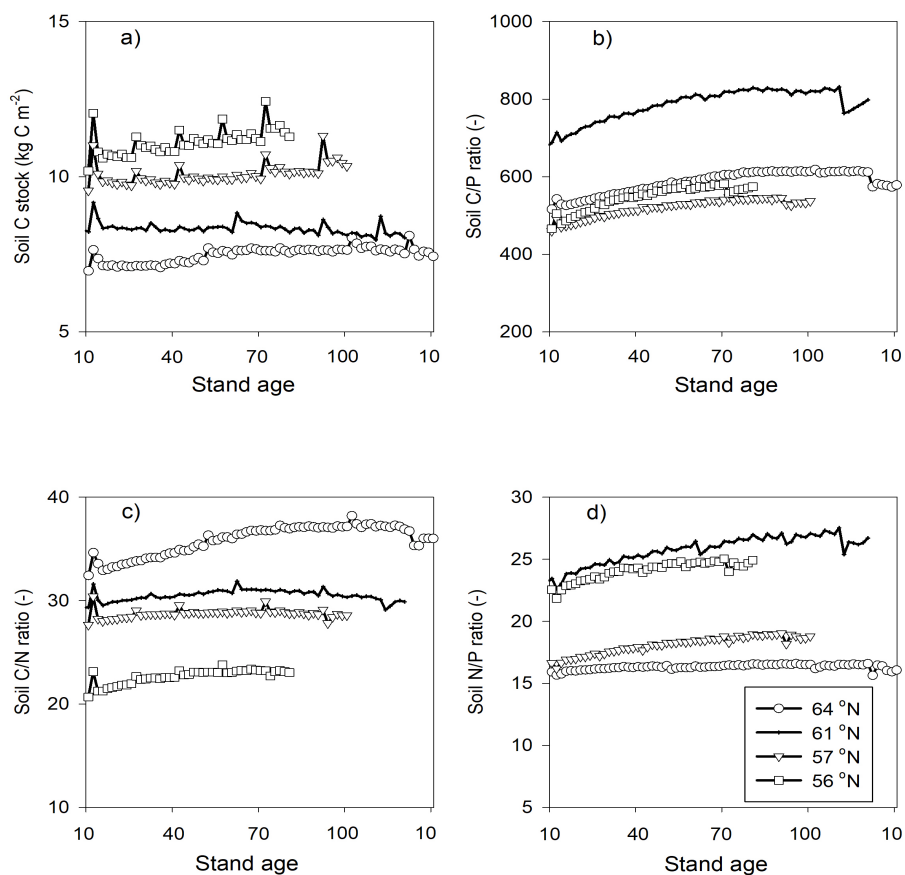 a)
15
10
5
Soil C stock (kg C m⁻²)
10 40 70 100 10
Stand age
b)
1000
800
600
400
200
Soil C/P ratio (-)
10 40 70 100 10
Stand age
c)
40
30
20
10
Soil C/N ratio (-)
10 40 70 100 10
Stand age
d)
30
25
20
15
10
5
Soil N/P ratio (-)
64 °N
61 °N
57 °N
56 °N
10 40 70 100 10
Stand age